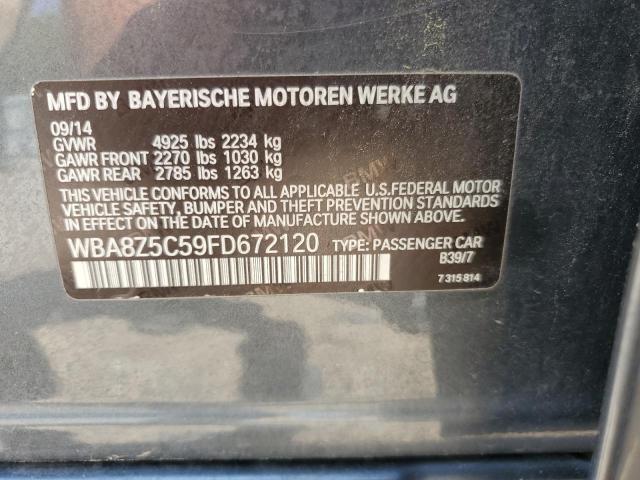 MFD BY BAYERISCHE MOTOREN WERKE AG
09/14
GVWR 4925 lbs 2234 kg
GAWR FRONT 2270 lbs 1030 kg
GAWR REAR 2785 lbs 1263 kg
THIS VEHICLE CONFORMS TO ALL APPLICABLE U.S.FEDERAL MOTOR
VEHICLE SAFETY, BUMPER AND THEFT PREVENTION STANDARDS
IN EFFECT ON THE DATE OF MANUFACTURE SHOWN ABOVE.
WBA8Z5C59FD672120 TYPE: PASSENGER CAR
B39/7
7 315 814